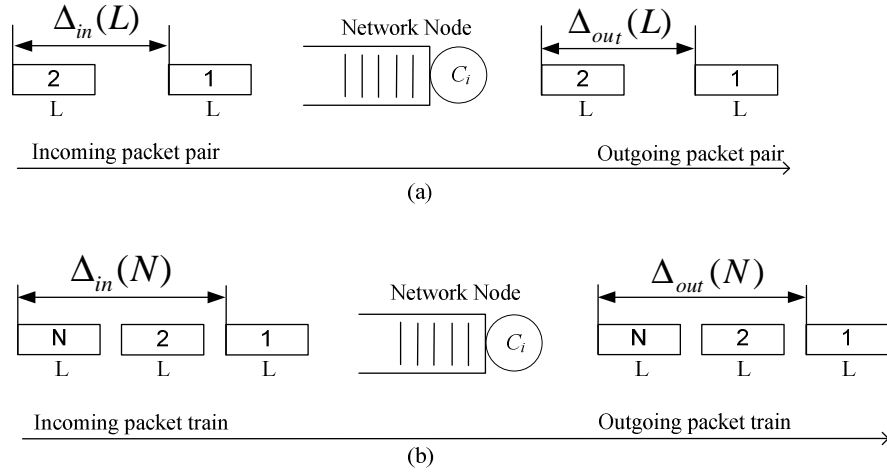 Δin(L) Network Node Δout(L)
2 1 Ci 2 1
L L L L
Incoming packet pair Outgoing packet pair
(a)
Δin(N) Network Node Δout(N)
N 2 1 Ci N 2 1
L L L L L L
Incoming packet train Outgoing packet train
(b)